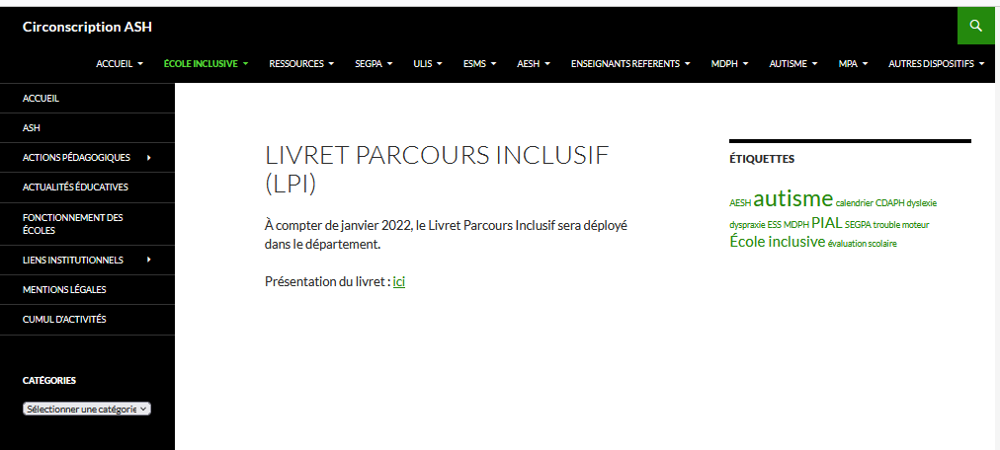 Circonscription ASH
ACCUEIL ÉCOLE INCLUSIVE RESSOURCES SEGPA ULIS ESMS AESH ENSEIGNANTS REFERENTS MDPH AUTISME MPA AUTRES DISPOSITIFS
ACCUEIL
ASH
ACTIONS PÉDAGOGIQUES
ACTUALITÉS ÉDUCATIVES
FONCTIONNEMENT DES
ÉCOLES
LIENS INSTITUTIONNELS
MENTIONS LÉGALES
CUMUL D'ACTIVITÉS
CATÉGORIES
Sélectionner une catégorie
LIVRET PARCOURS INCLUSIF
(LPI)
À compter de janvier 2022, le Livret Parcours Inclusif sera déployé
dans le département.
Présentation du livret : ici
ÉTIQUETTES
AESH autisme calendrier CDAPH dyslexie
dyspraxie ESS MDPH PIAL SEGPA trouble moteur
École inclusive évaluation scolaire